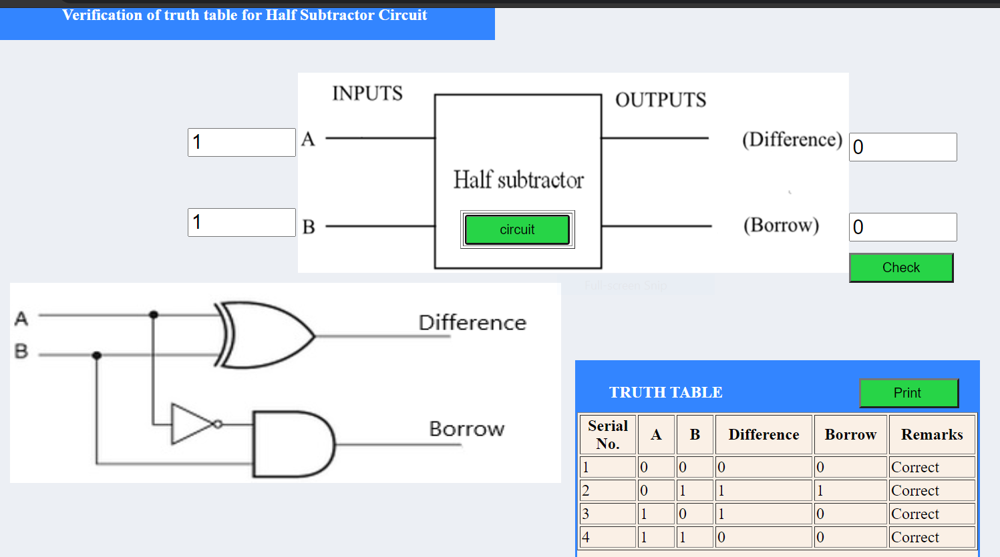 Verification of truth table for Half Subtractor Circuit
INPUTS
OUTPUTS
1
A
(Difference)
0
Half subtractor
circuit
1
B
(Borrow)
0
Check
Full-screen Snip
A
B
Difference
Borrow
TRUTH TABLE
Print
Serial No. A B Difference Borrow Remarks
1 0 0 0 0 Correct
2 0 1 1 1 Correct
3 1 0 1 0 Correct
4 1 1 0 0 Correct